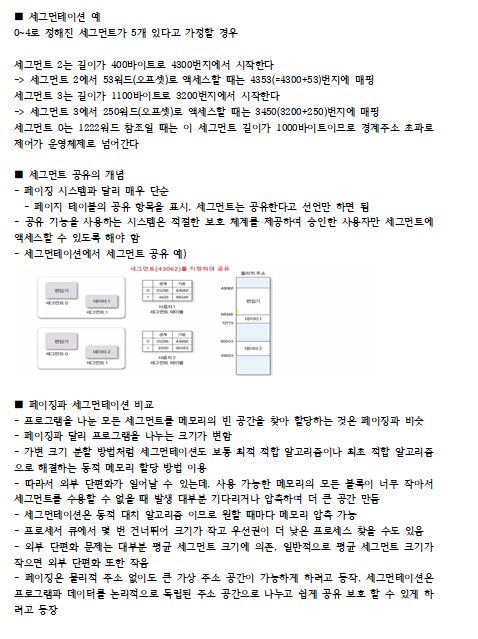 ■ 세그먼테이션 예
0~4로 정해진 세그먼트가 5개 있다고 가정할 경우
세그먼트 2는 길이가 400바이트로 4300번지에서 시작한다
-> 세그먼트 2에서 53워드(오프셋)로 액세스할 때는 4353(=4300+53)번지에 매핑
세그먼트 3는 길이가 1100바이트로 3200번지에서 시작한다
-> 세그먼트 3에서 250워드(오프셋)로 액세스할 때는 3450(3200+250)번지에 매핑
세그먼트 0는 1222워드 참조일 때는 이 세그먼트 길이가 1000바이트이므로 경계주소 초과로
제어가 운영체제로 넘어간다
■ 세그먼트 공유의 개념
- 페이징 시스템과 달리 매우 단순
- 페이지 테이블의 공유 항목을 표시, 세그먼트는 공유한다고 선언만 하면 됨
- 공유 기능을 사용하는 시스템은 적절한 보호 체계를 제공하여 승인한 사용자만 세그먼트에
액세스할 수 있도록 해야 함
- 세그먼테이션에서 세그먼트 공유 예)
세그먼트(43062)를 지정하여 공유
물리적 주소
편집기
세그먼트 0
데이터 1
세그먼트 1
경계 기준
0 25286 43062
1 4425 68348
사용자 1
세그먼트 테이블
편집기
세그먼트 0
데이터 2
세그먼트 1
경계 기준
0 25286 43062
1 8050 90003
사용자 2
세그먼트 테이블
43062
편집기
68348
데이터 1
72773
90003
데이터 2
98053
■ 페이징과 세그먼테이션 비교
- 프로그램을 나눈 모든 세그먼트를 메모리의 빈 공간을 찾아 할당하는 것은 페이징과 비슷
- 페이징과 달리 프로그램을 나누는 크기가 변함
- 가변 크기 분할 방법처럼 세그먼테이션도 보통 최적 적합 알고리즘이나 최초 적합 알고리즘
으로 해결하는 동적 메모리 할당 방법 이용
- 따라서 외부 단편화가 일어날 수 있는데, 사용 가능한 메모리의 모든 블록이 너무 작아서
세그먼트를 수용할 수 없을 때 발생 대부분 기다리거나 압축하여 더 큰 공간 만듬
- 세그먼테이션은 동적 대치 알고리즘 이므로 원할 때마다 메모리 압축 가능
- 프로세서 큐에서 몇 번 건너뛰어 크기가 작고 우선권이 더 낮은 프로세스 찾을 수도 있음
- 외부 단편화 문제는 대부분 평균 세그먼트 크기에 의존, 일반적으로 평균 세그먼트 크기가
작으면 외부 단편화 또한 작음
- 페이징은 물리적 주소 없이도 큰 가상 주소 공간이 가능하게 하려고 등장, 세그먼테이션은
프로그램과 데이터를 논리적으로 독립된 주소 공간으로 나누고 쉽게 공유 보호 할 수 있게 하
려고 등장